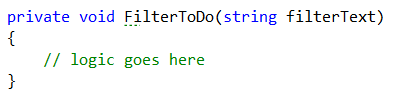 private void FilterToDo(string filterText)
{
    // logic goes here
}